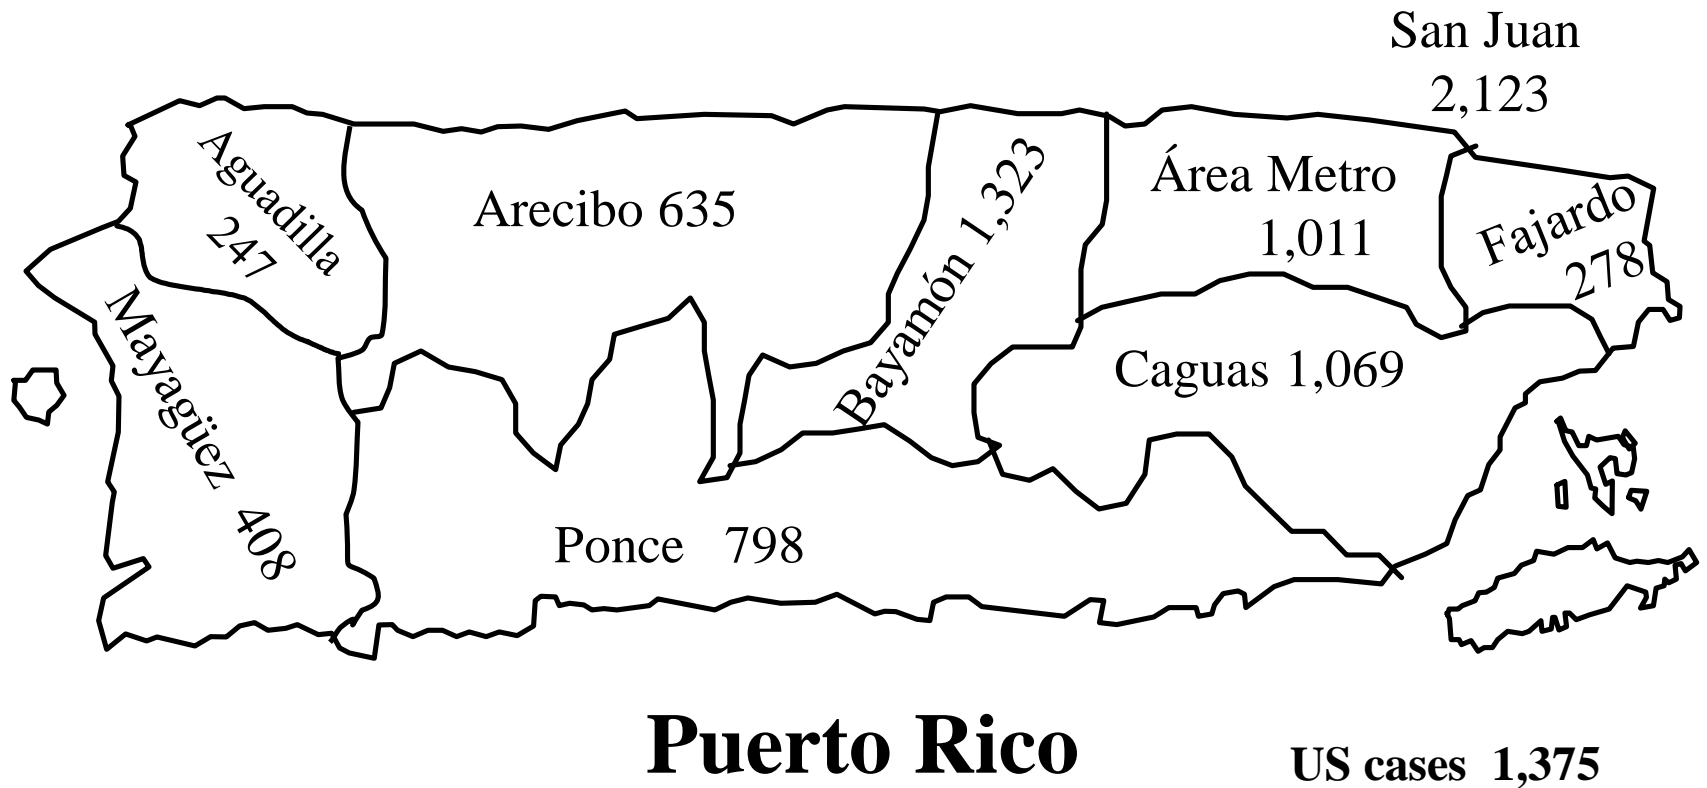 San Juan
2,123
Aguadilla
247
Arecibo 635
Bayamón 1,323
Área Metro
1,011
Fajardo
278
Mayagüez 408
Caguas 1,069
Ponce 798
Puerto Rico
US cases 1,375